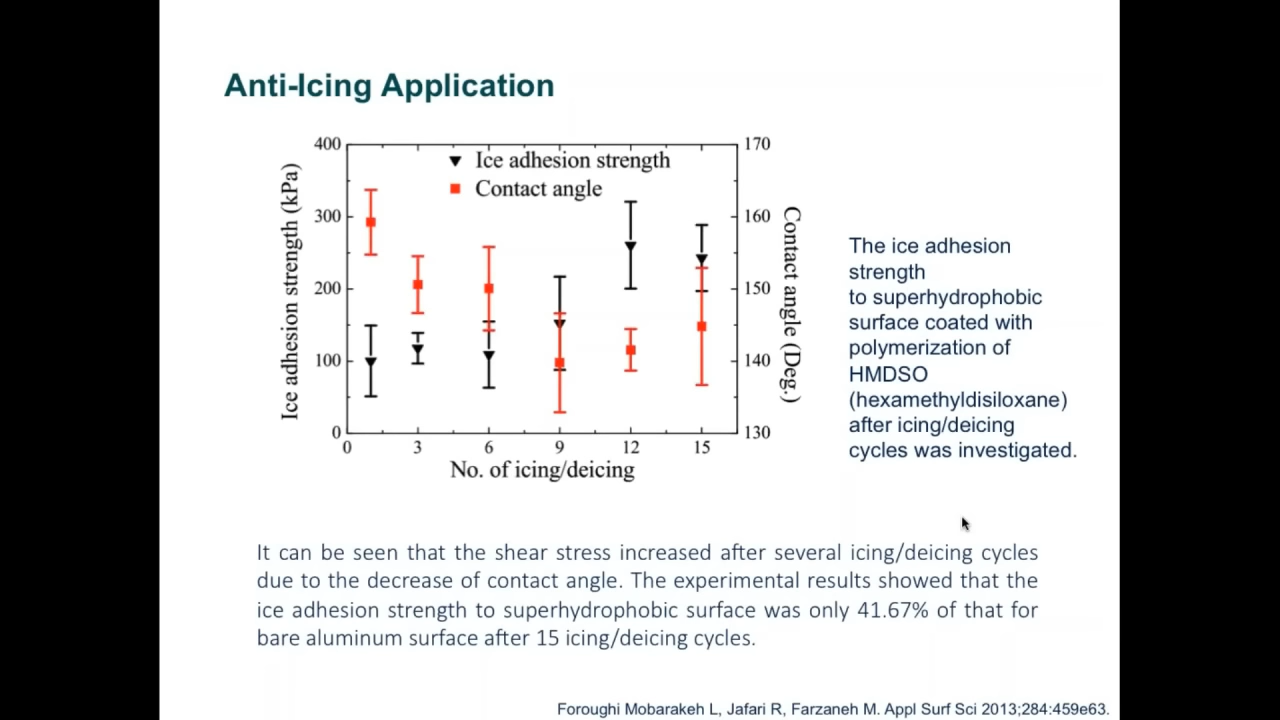 Anti-Icing Application
400
300
200
100
0
Ice adhesion strength (kPa)
Ice adhesion strength
Contact angle
170
160
150
140
130
Contact angle (Deg.)
0 3 6 9 12 15
No. of icing/deicing
The ice adhesion
strength
to superhydrophobic
surface coated with
polymerization of
HMDSO
(hexamethyldisiloxane)
after icing/deicing
cycles was investigated.
It can be seen that the shear stress increased after several icing/deicing cycles
due to the decrease of contact angle. The experimental results showed that the
ice adhesion strength to superhydrophobic surface was only 41.67% of that for
bare aluminum surface after 15 icing/deicing cycles.
Foroughi Mobarakeh L, Jafari R, Farzaneh M. Appl Surf Sci 2013;284:459e63.